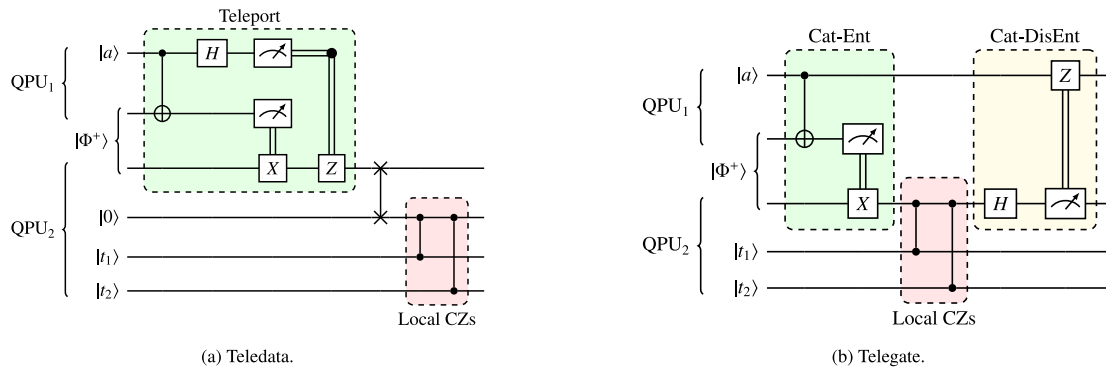 Teleport
|a⟩ H
QPU₁
|Φ⁺⟩
X Z
|0⟩
QPU₂
|t₁⟩
|t₂⟩
Local CZs
(a) Teledata.
Cat-Ent Cat-DisEnt
|a⟩ Z
QPU₁
|Φ⁺⟩
X H
QPU₂
|t₁⟩
|t₂⟩
Local CZs
(b) Telegate.